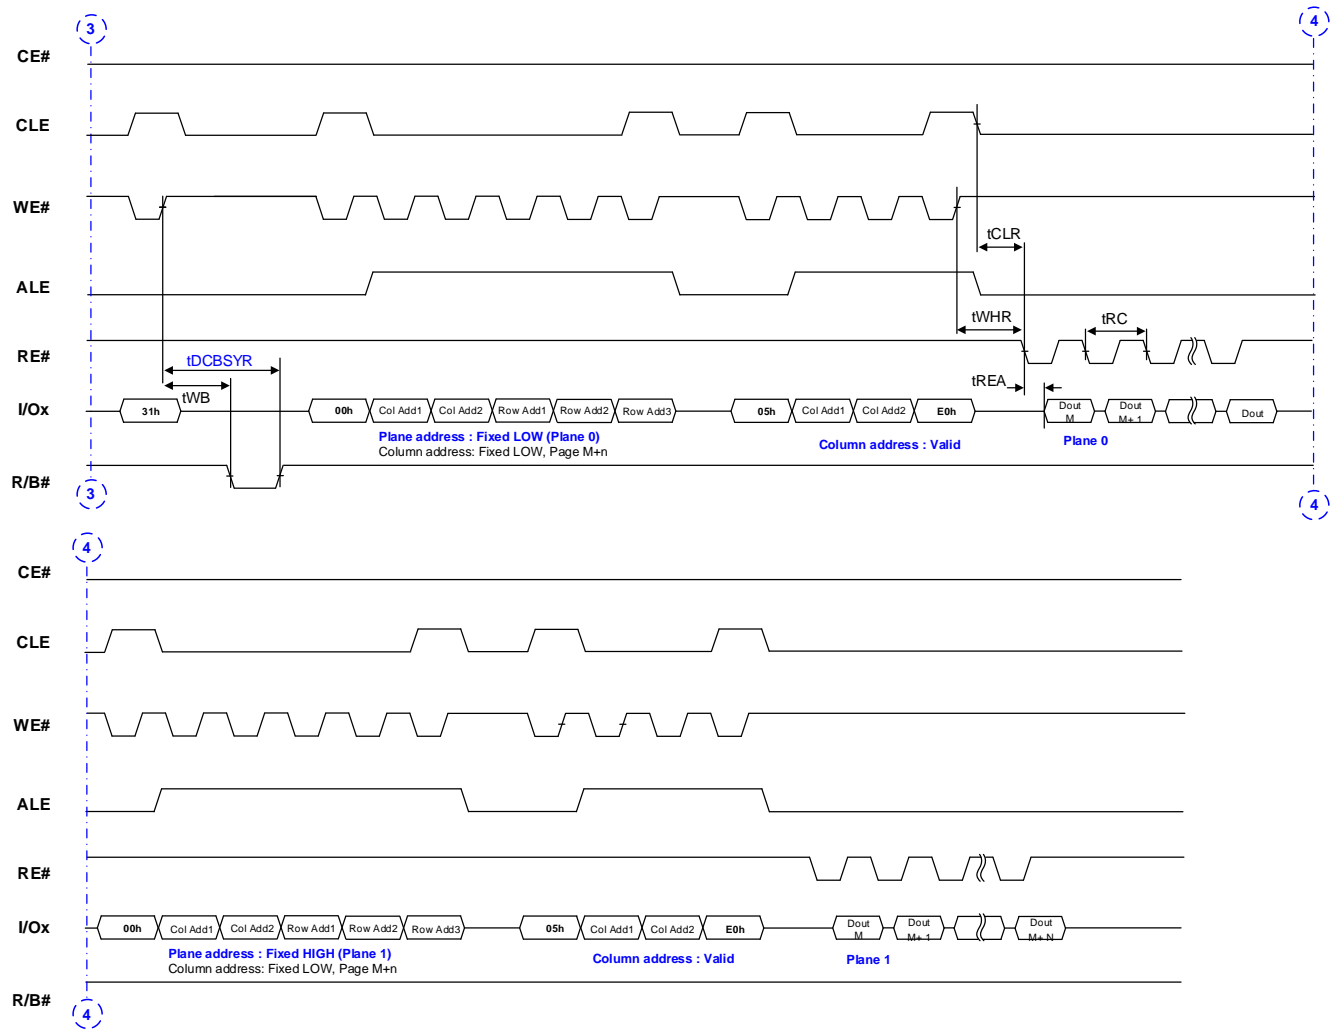 3 4
CE#
CLE
WE#
tCLR
ALE
tWHR tRC
RE#
tDCBSYR
tREA
tWB
I/Ox 31h 00h Col Add1 Col Add2 Row Add1 Row Add2 Row Add3 05h Col Add1 Col Add2 E0h Dout M Dout M+ 1 Dout
Plane address : Fixed LOW (Plane 0) Column address : Valid Plane 0
Column address: Fixed LOW, Page M+n
R/B#
3 4
4
CE#
CLE
WE#
ALE
RE#
I/Ox 00h Col Add1 Col Add2 Row Add1 Row Add2 Row Add3 05h Col Add1 Col Add2 E0h Dout M Dout M+ 1 Dout M+ N
Plane address : Fixed HIGH (Plane 1) Column address : Valid Plane 1
Column address: Fixed LOW, Page M+n
R/B#
4